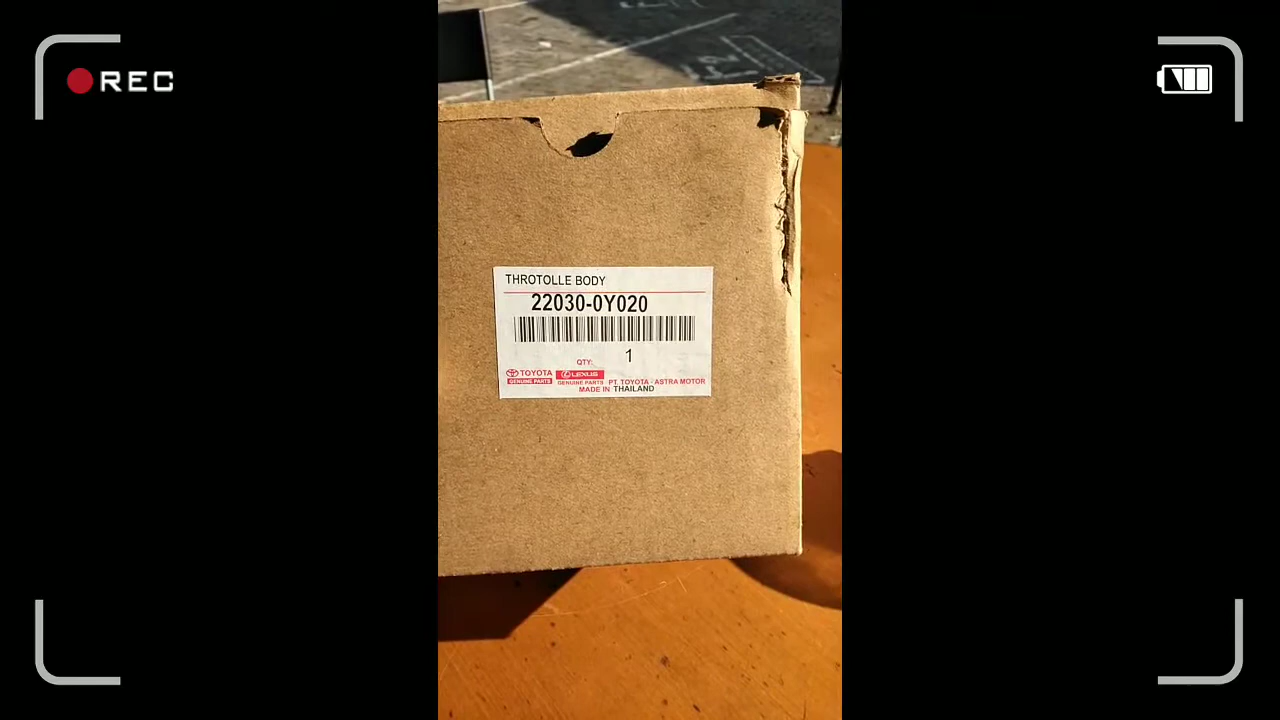 REC
THROTOLLE BODY
22030-0Y020
QTY: 1
TOYOTA LEXUS
GENUINE PARTS GENUINE PARTS PT. TOYOTA - ASTRA MOTOR
MADE IN THAILAND